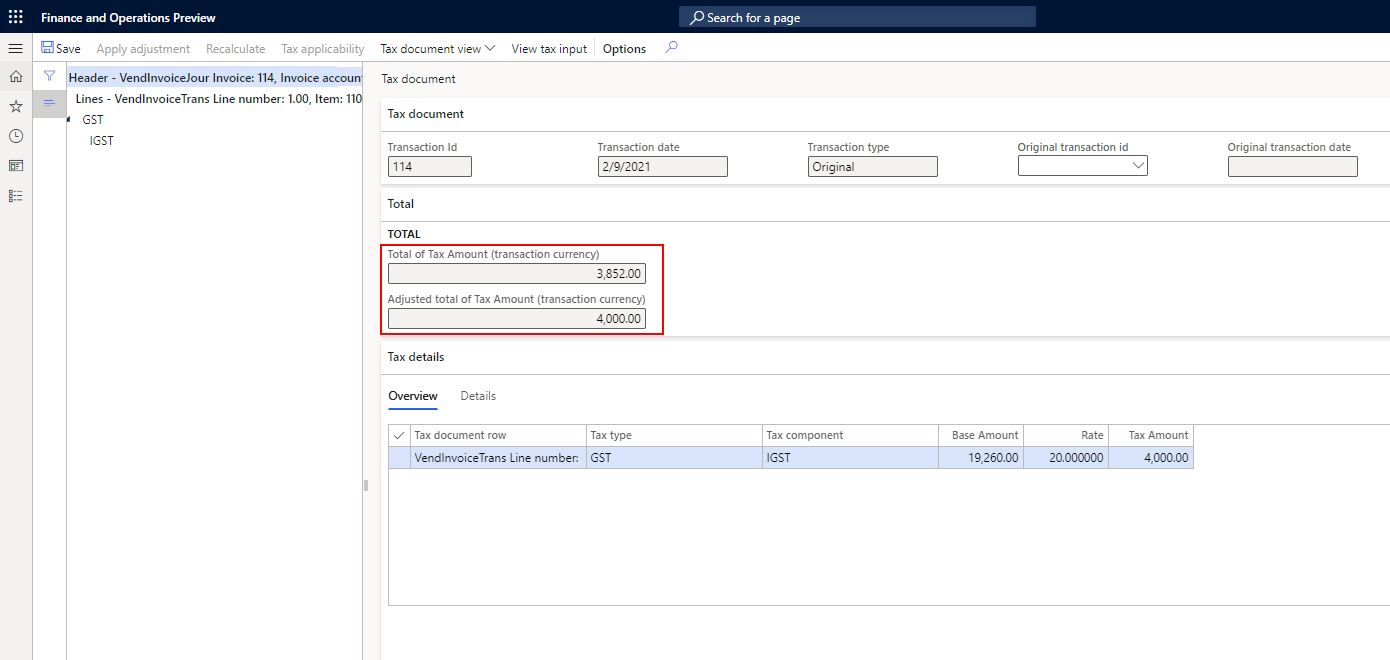 Finance and Operations Preview
Search for a page
Save Apply adjustment Recalculate Tax applicability Tax document view View tax input Options
Header - VendInvoiceJour Invoice: 114, Invoice accoun
Lines - VendInvoiceTrans Line number: 1.00, Item: 110
GST
IGST
Tax document
Tax document
Transaction Id Transaction date Transaction type Original transaction id Original transaction date
114 2/9/2021 Original
Total
TOTAL
Total of Tax Amount (transaction currency)
3,852.00
Adjusted total of Tax Amount (transaction currency)
4,000.00
Tax details
Overview Details
Tax document row Tax type Tax component Base Amount Rate Tax Amount
VendInvoiceTrans Line number: GST IGST 19,260.00 20.000000 4,000.00